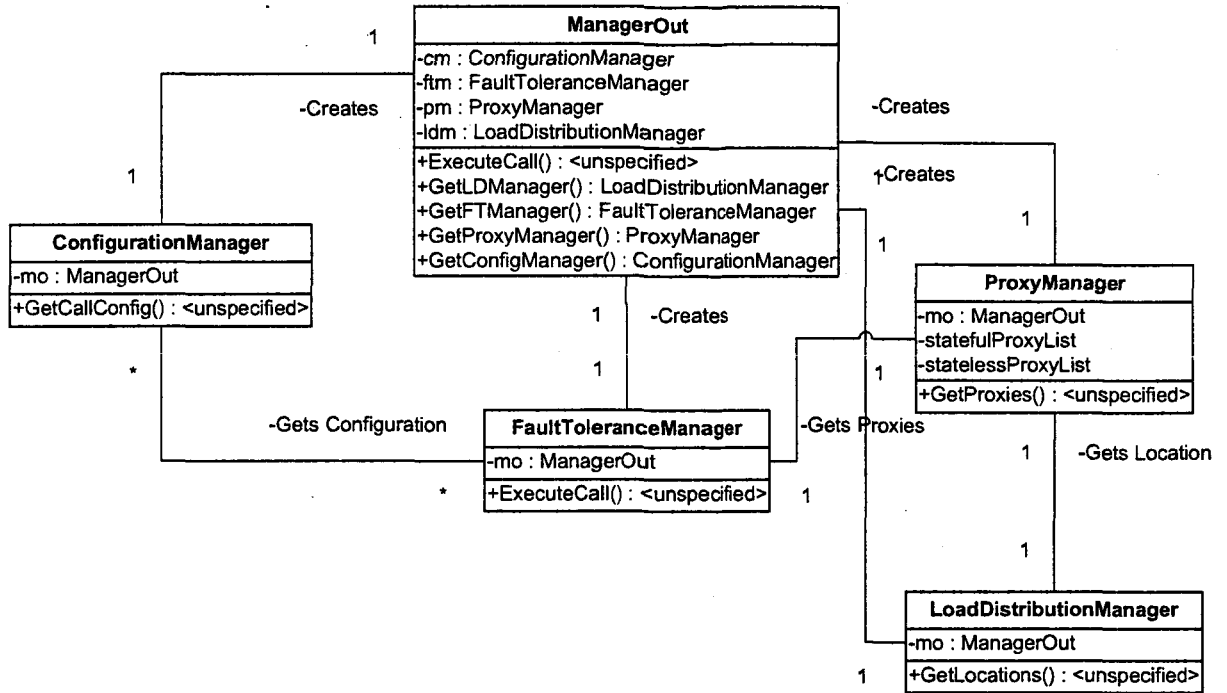 ManagerOut
-cm : ConfigurationManager
-ftm : FaultToleranceManager
-pm : ProxyManager
-ldm : LoadDistributionManager
+ExecuteCall() : <unspecified>
+GetLDManager() : LoadDistributionManager
+GetFTManager() : FaultToleranceManager
+GetProxyManager() : ProxyManager
+GetConfigManager() : ConfigurationManager
1
-Creates
1
-Creates
1
-Creates
1
1
ConfigurationManager
-mo : ManagerOut
+GetCallConfig() : <unspecified>
ProxyManager
-mo : ManagerOut
-statefulProxyList
-statelessProxyList
+GetProxies() : <unspecified>
1
-Creates
1
*
1
-Gets Configuration
-Gets Proxies
FaultToleranceManager
-mo : ManagerOut
+ExecuteCall() : <unspecified>
*
1
1
-Gets Location
1
LoadDistributionManager
-mo : ManagerOut
+GetLocations() : <unspecified>
1